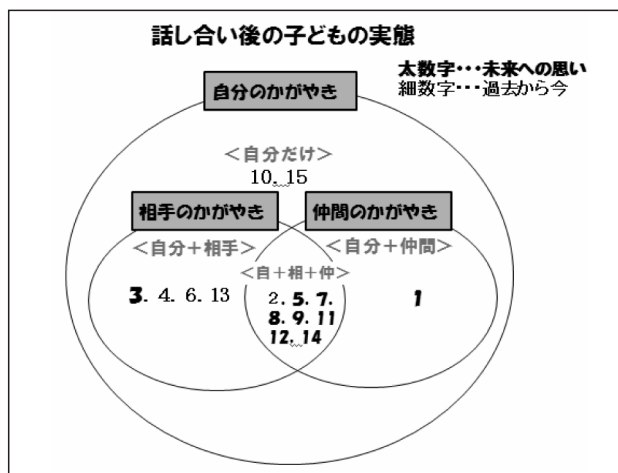 話し合い後の子どもの実態
太数字・・・未来への思い
細数字・・・過去から今
自分のかがやき
＜自分だけ＞
10. 15
相手のかがやき
仲間のかがやき
＜自分＋相手＞
＜自分＋仲間＞
＜自＋相＋仲＞
3. 4. 6. 13
2. 5. 7.
8. 9. 11
12. 14
1